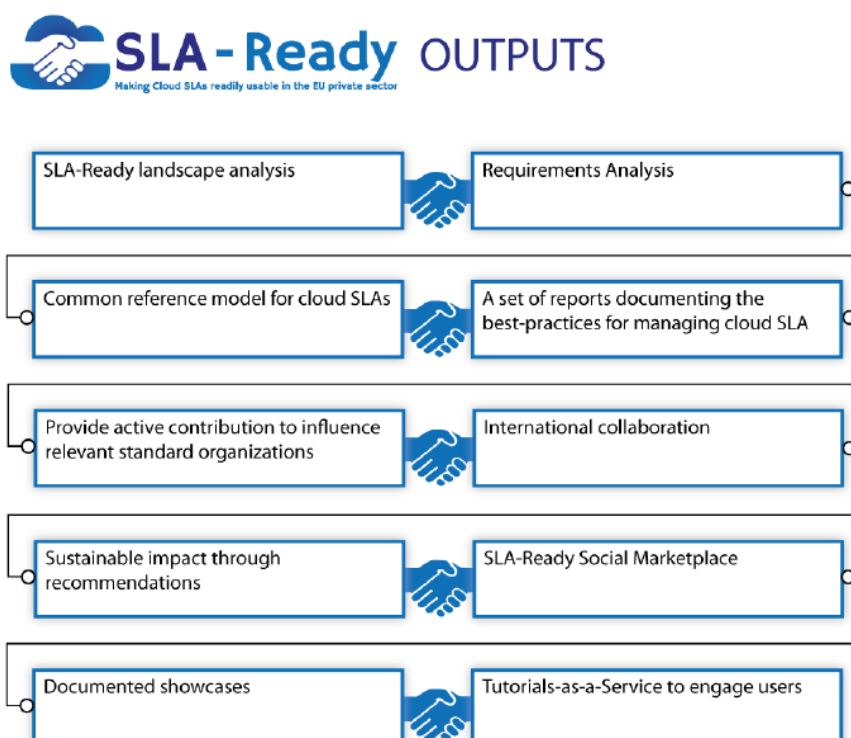 SLA-Ready OUTPUTS
Making Cloud SLAs readily usable in the EU private sector
SLA-Ready landscape analysis
Requirements Analysis
Common reference model for cloud SLAs
A set of reports documenting the
best-practices for managing cloud SLA
Provide active contribution to influence
relevant standard organizations
International collaboration
Sustainable impact through
recommendations
SLA-Ready Social Marketplace
Documented showcases
Tutorials-as-a-Service to engage users